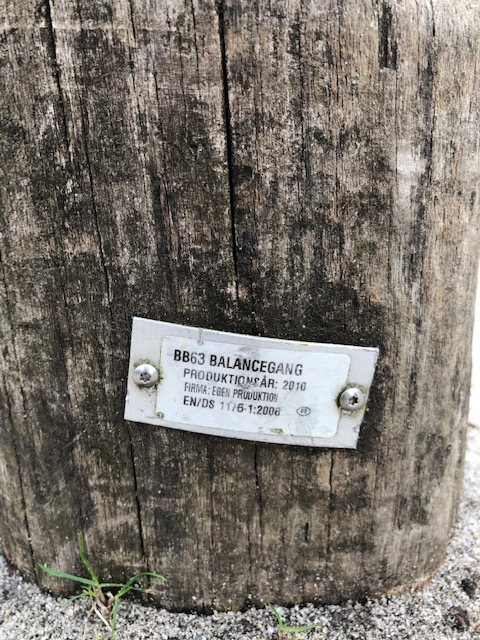 BB63 BALANCEGANG
PRODUKTIONSÅR: 2010
FIRMA: EGEN PRODUKTION
EN/DS 1176-1:2008 ®